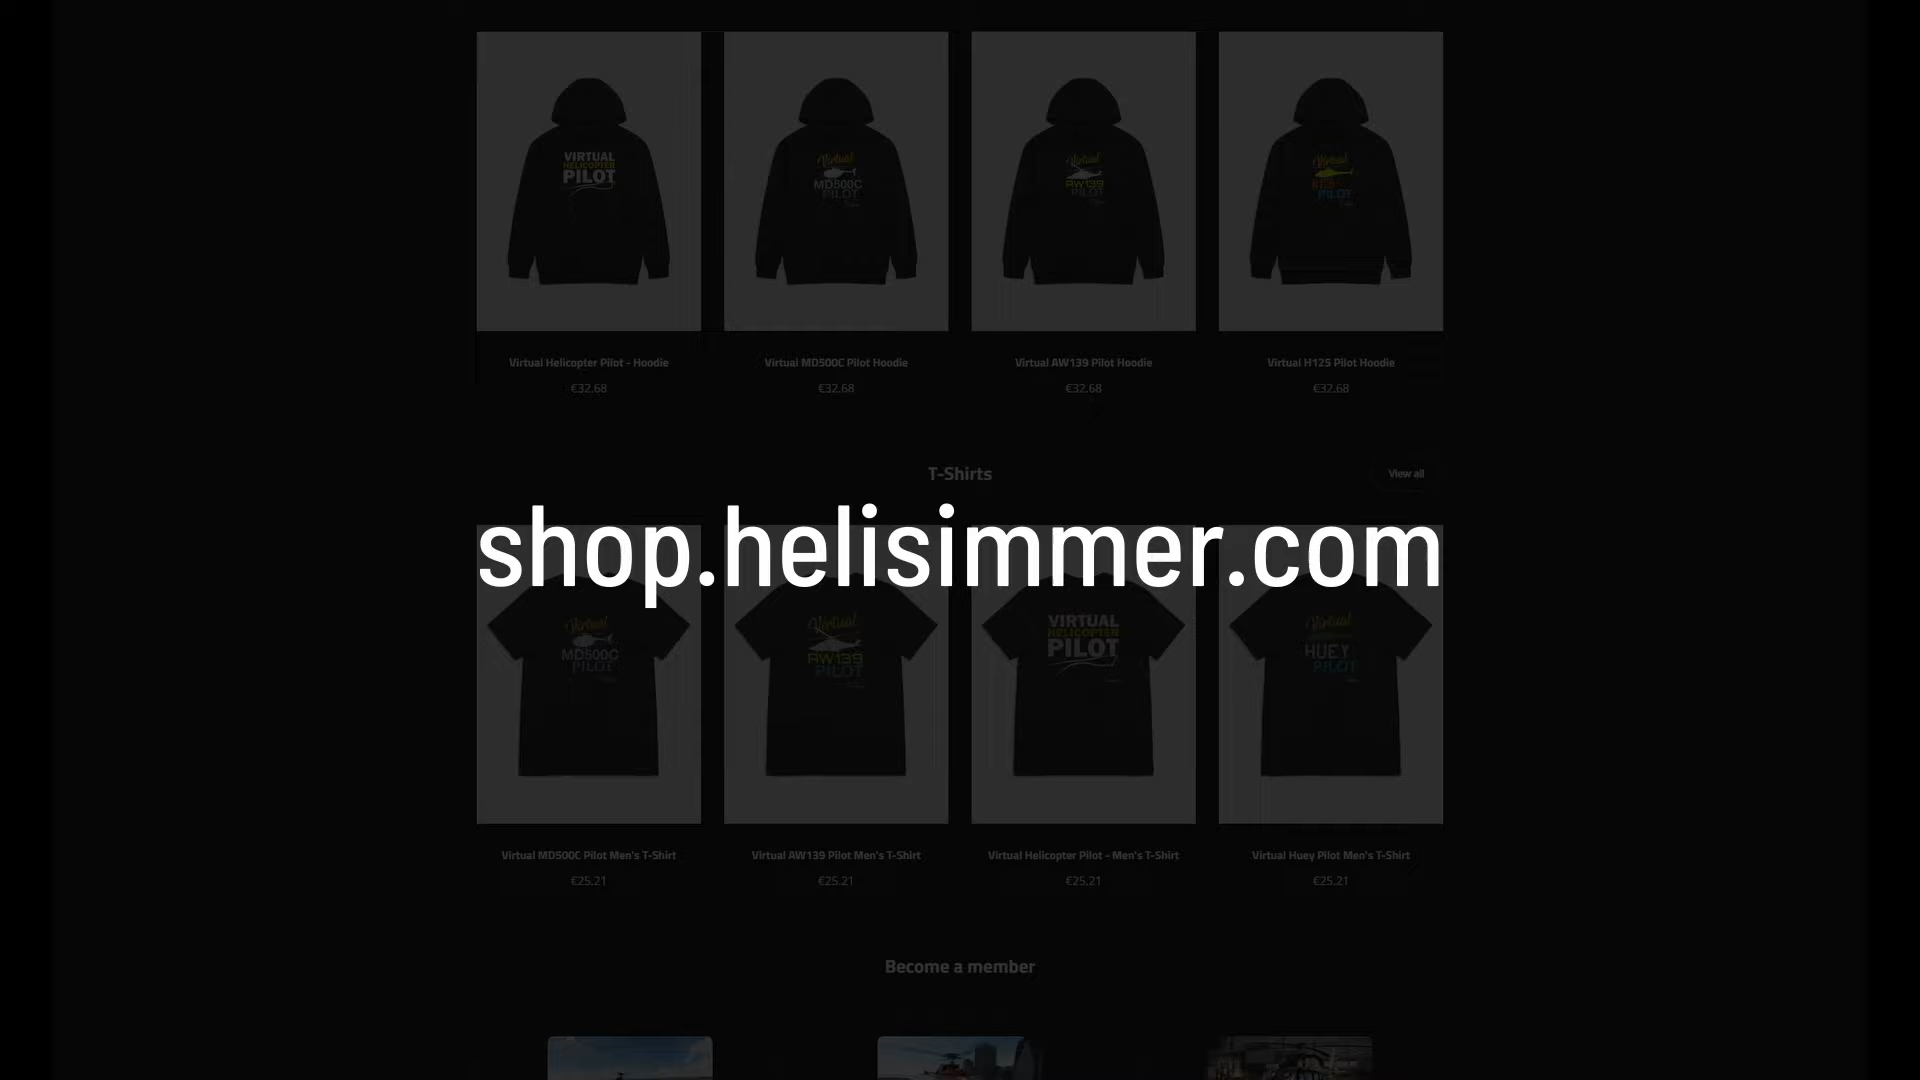 VIRTUAL
HELICOPTER
PILOT
Virtual
MD500C
PILOT
Virtual
AW139
PILOT
Virtual
PILOT
Virtual Helicopter Pilot - Hoodie
€32.68
Virtual MD500C Pilot Hoodie
€32.68
Virtual AW139 Pilot Hoodie
€32.68
Virtual H125 Pilot Hoodie
€32.68
T-Shirts
View all
shop.helisimmer.com
Virtual
MD500C
PILOT
Virtual
AW139
PILOT
VIRTUAL
HELICOPTER
PILOT
Virtual
HUEY
PILOT
Virtual MD500C Pilot Men's T-Shirt
€25.21
Virtual AW139 Pilot Men's T-Shirt
€25.21
Virtual Helicopter Pilot - Men's T-Shirt
€25.21
Virtual Huey Pilot Men's T-Shirt
€25.21
Become a member